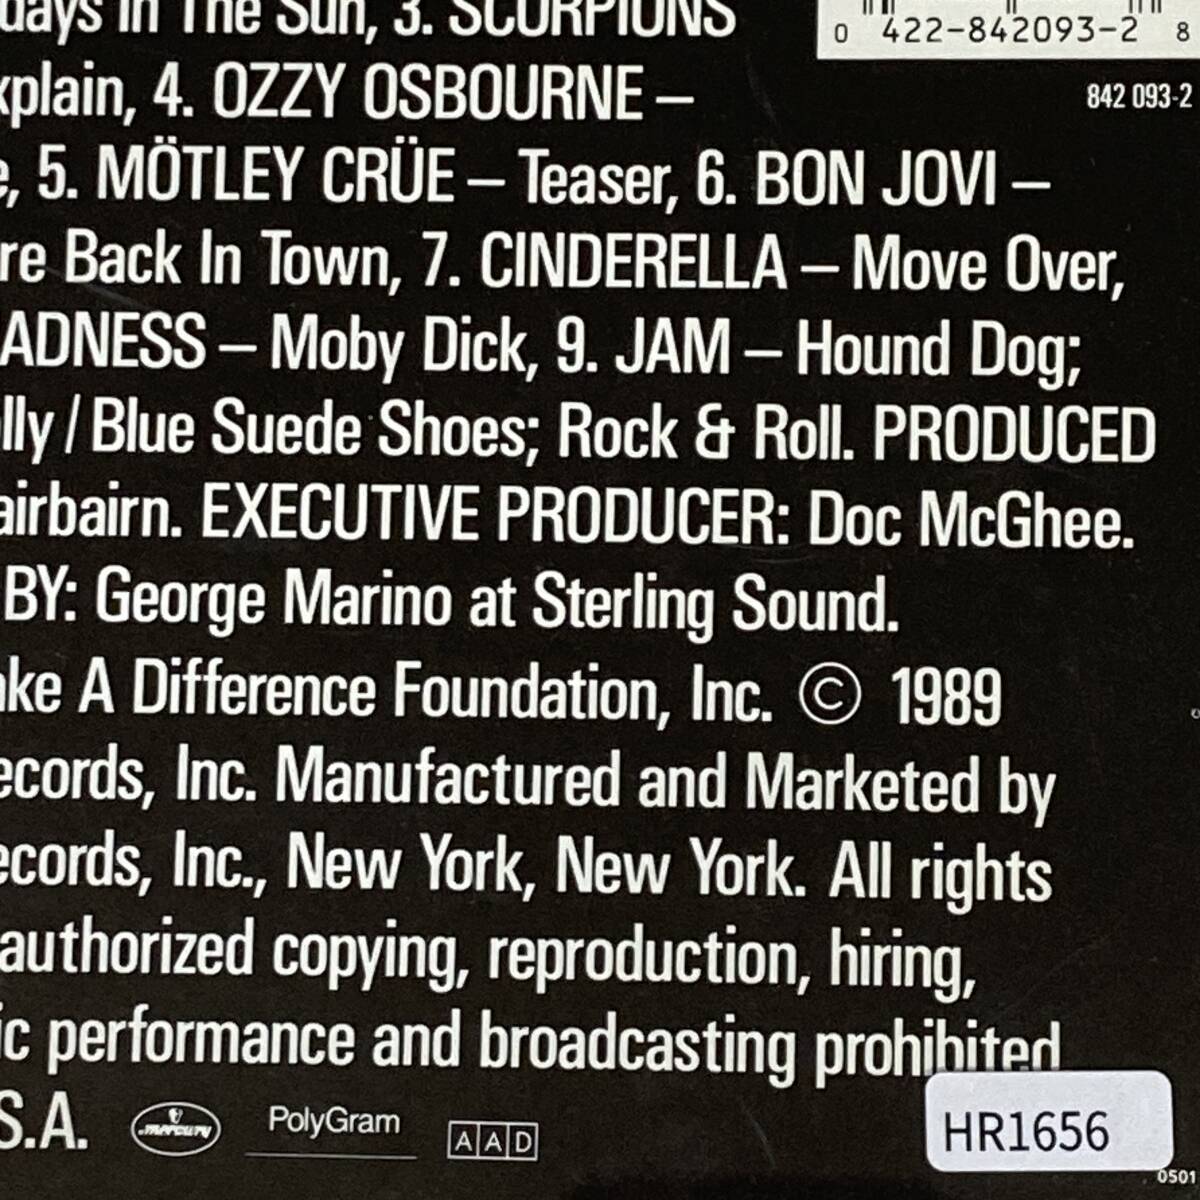 days In The Sun, 3. SCORPIONS
0 422-842093-2 8
xplain, 4. OZZY OSBOURNE –
842 093-2
e, 5. MÖTLEY CRÜE – Teaser, 6. BON JOVI –
re Back In Town, 7. CINDERELLA – Move Over,
ADNESS – Moby Dick, 9. JAM – Hound Dog;
lly / Blue Suede Shoes; Rock & Roll. PRODUCED
airbairn. EXECUTIVE PRODUCER: Doc McGhee.
BY: George Marino at Sterling Sound.
ake A Difference Foundation, Inc. © 1989
ecords, Inc. Manufactured and Marketed by
ecords, Inc., New York, New York. All rights
authorized copying, reproduction, hiring,
ic performance and broadcasting prohibited
S.A. mercury PolyGram AAD
HR1656
0501